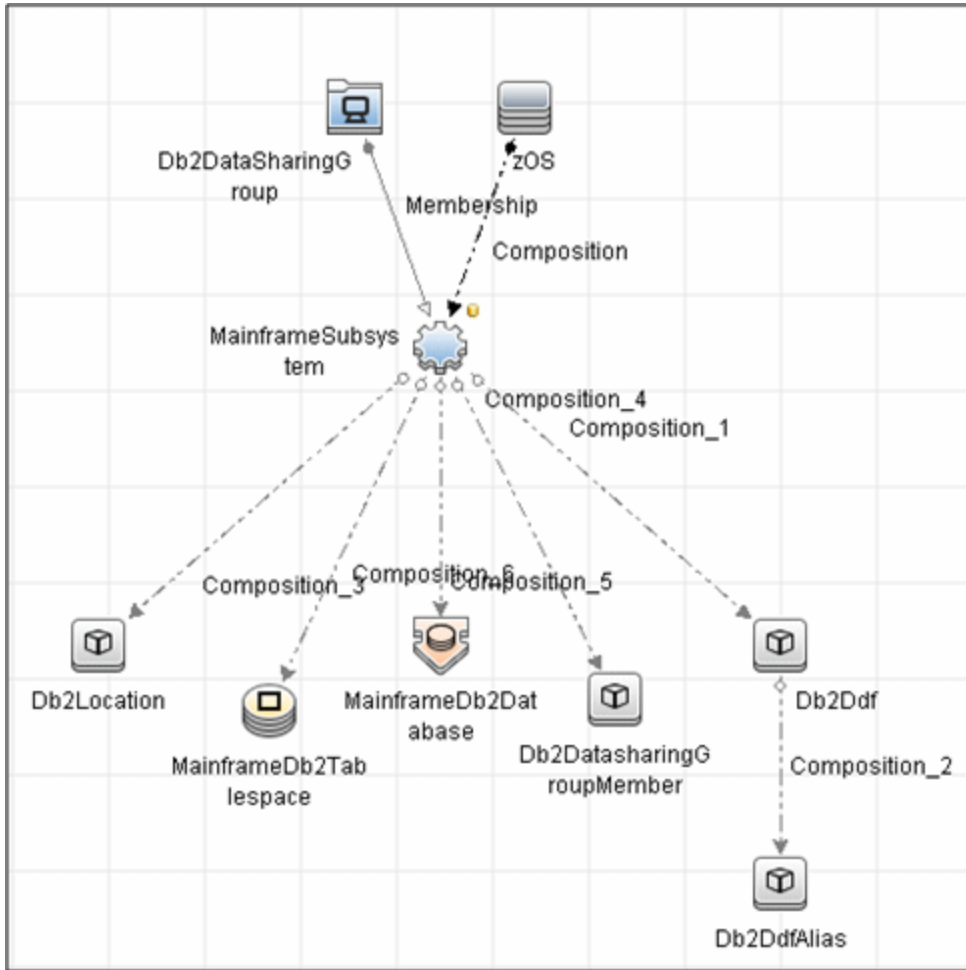 Db2DataSharingG
roup
zOS
Membership
Composition
MainframeSubsys
tem
Composition_4
Composition_1
Composition_3
Composition_6
Composition_5
Db2Location
MainframeDb2Tab
lespace
MainframeDb2Dat
abase
Db2DatasharingG
roupMember
Db2Ddf
Composition_2
Db2DdfAlias